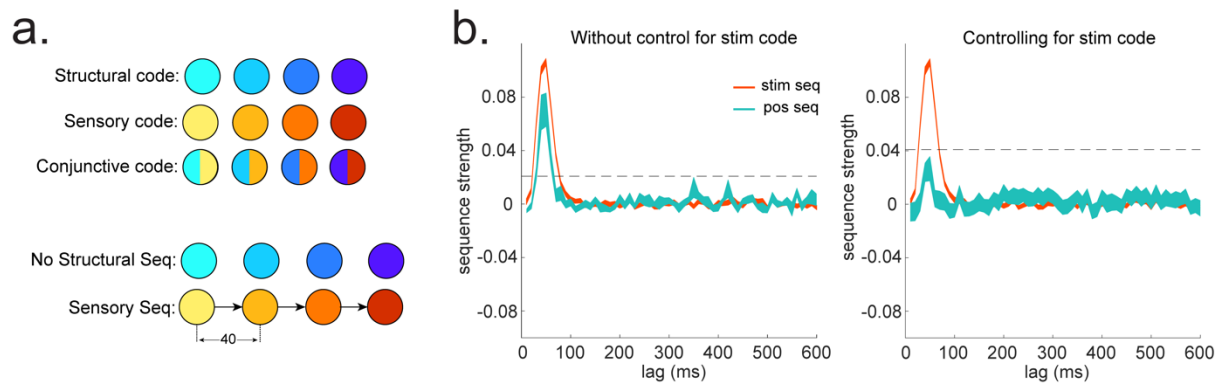 a.
Structural code:
Sensory code:
Conjunctive code:
No Structural Seq:
Sensory Seq:
40
b.
Without control for stim code
stim seq
pos seq
sequence strength
0.08
0.04
0
-0.04
-0.08
0 100 200 300 400 500 600
lag (ms)
Controlling for stim code
sequence strength
0.08
0.04
0
-0.04
-0.08
0 100 200 300 400 500 600
lag (ms)